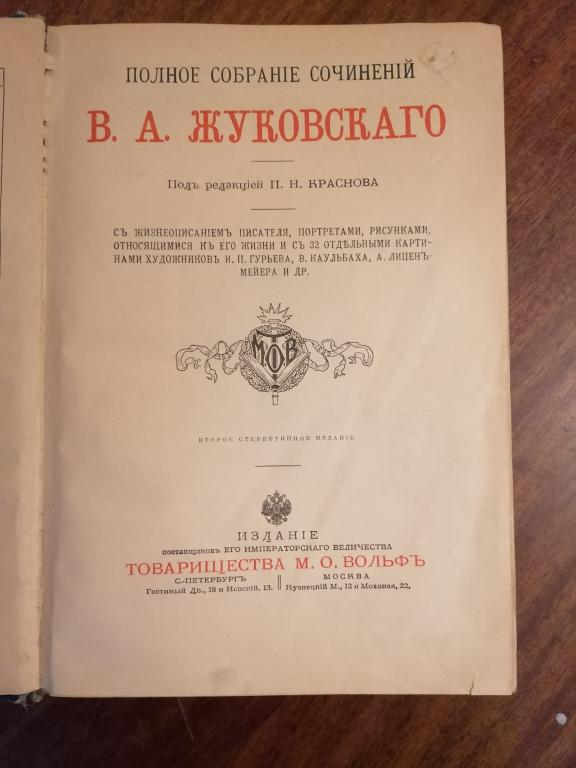 ПОЛНОЕ СОБРАНІЕ СОЧИНЕНІЙ
В. А. ЖУКОВСКАГО
Подъ редакціей П. Н. КРАСНОВА
СЪ ЖИЗНЕОПИСАНІЕМЪ ПИСАТЕЛЯ, ПОРТРЕТАМИ, РИСУНКАМИ,
ОТНОСЯЩИМИСЯ КЪ ЕГО ЖИЗНИ И СЪ 32 ОТДѢЛЬНЫМИ КАРТИ-
НАМИ ХУДОЖНИКОВЪ И. П. ГУРЬЕВА, В. КАУЛЬБАХА, А. ЛИЦЕНЪ-
МЕЙЕРА И ДР.
М.О.В
Т
ВТОРОЕ СТЕРЕОТИПНОЕ ИЗДАНІЕ
ИЗДАНІЕ
ПОСТАВЩИКОВЪ ЕГО ИМПЕРАТОРСКАГО ВЕЛИЧЕСТВА
ТОВАРИЩЕСТВА М. О. ВОЛЬФЪ
С.-ПЕТЕРБУРГЪ МОСКВА
Гостиный Дв., 18 и Невскій, 13. Кузнецкій М., 12 и Моховая, 22.